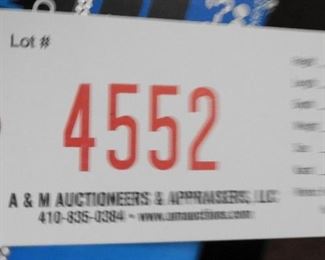 Lot #
4552
A & M AUCTIONEERS & APPRAISERS, LLC
410-835-0384 - www.amauctions.com